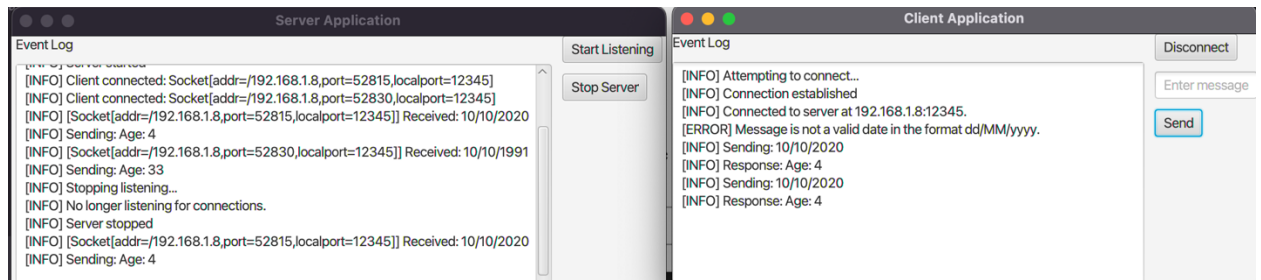 Server Application
Event Log
[INFO] Server started
[INFO] Client connected: Socket[addr=/192.168.1.8,port=52815,localport=12345]
[INFO] Client connected: Socket[addr=/192.168.1.8,port=52830,localport=12345]
[INFO] [Socket[addr=/192.168.1.8,port=52815,localport=12345]] Received: 10/10/2020
[INFO] Sending: Age: 4
[INFO] [Socket[addr=/192.168.1.8,port=52830,localport=12345]] Received: 10/10/1991
[INFO] Sending: Age: 33
[INFO] Stopping listening...
[INFO] No longer listening for connections.
[INFO] Server stopped
[INFO] [Socket[addr=/192.168.1.8,port=52815,localport=12345]] Received: 10/10/2020
[INFO] Sending: Age: 4
Start Listening
Stop Server
Client Application
Event Log
[INFO] Attempting to connect...
[INFO] Connection established
[INFO] Connected to server at 192.168.1.8:12345.
[ERROR] Message is not a valid date in the format dd/MM/yyyy.
[INFO] Sending: 10/10/2020
[INFO] Response: Age: 4
[INFO] Sending: 10/10/2020
[INFO] Response: Age: 4
Disconnect
Enter message
Send